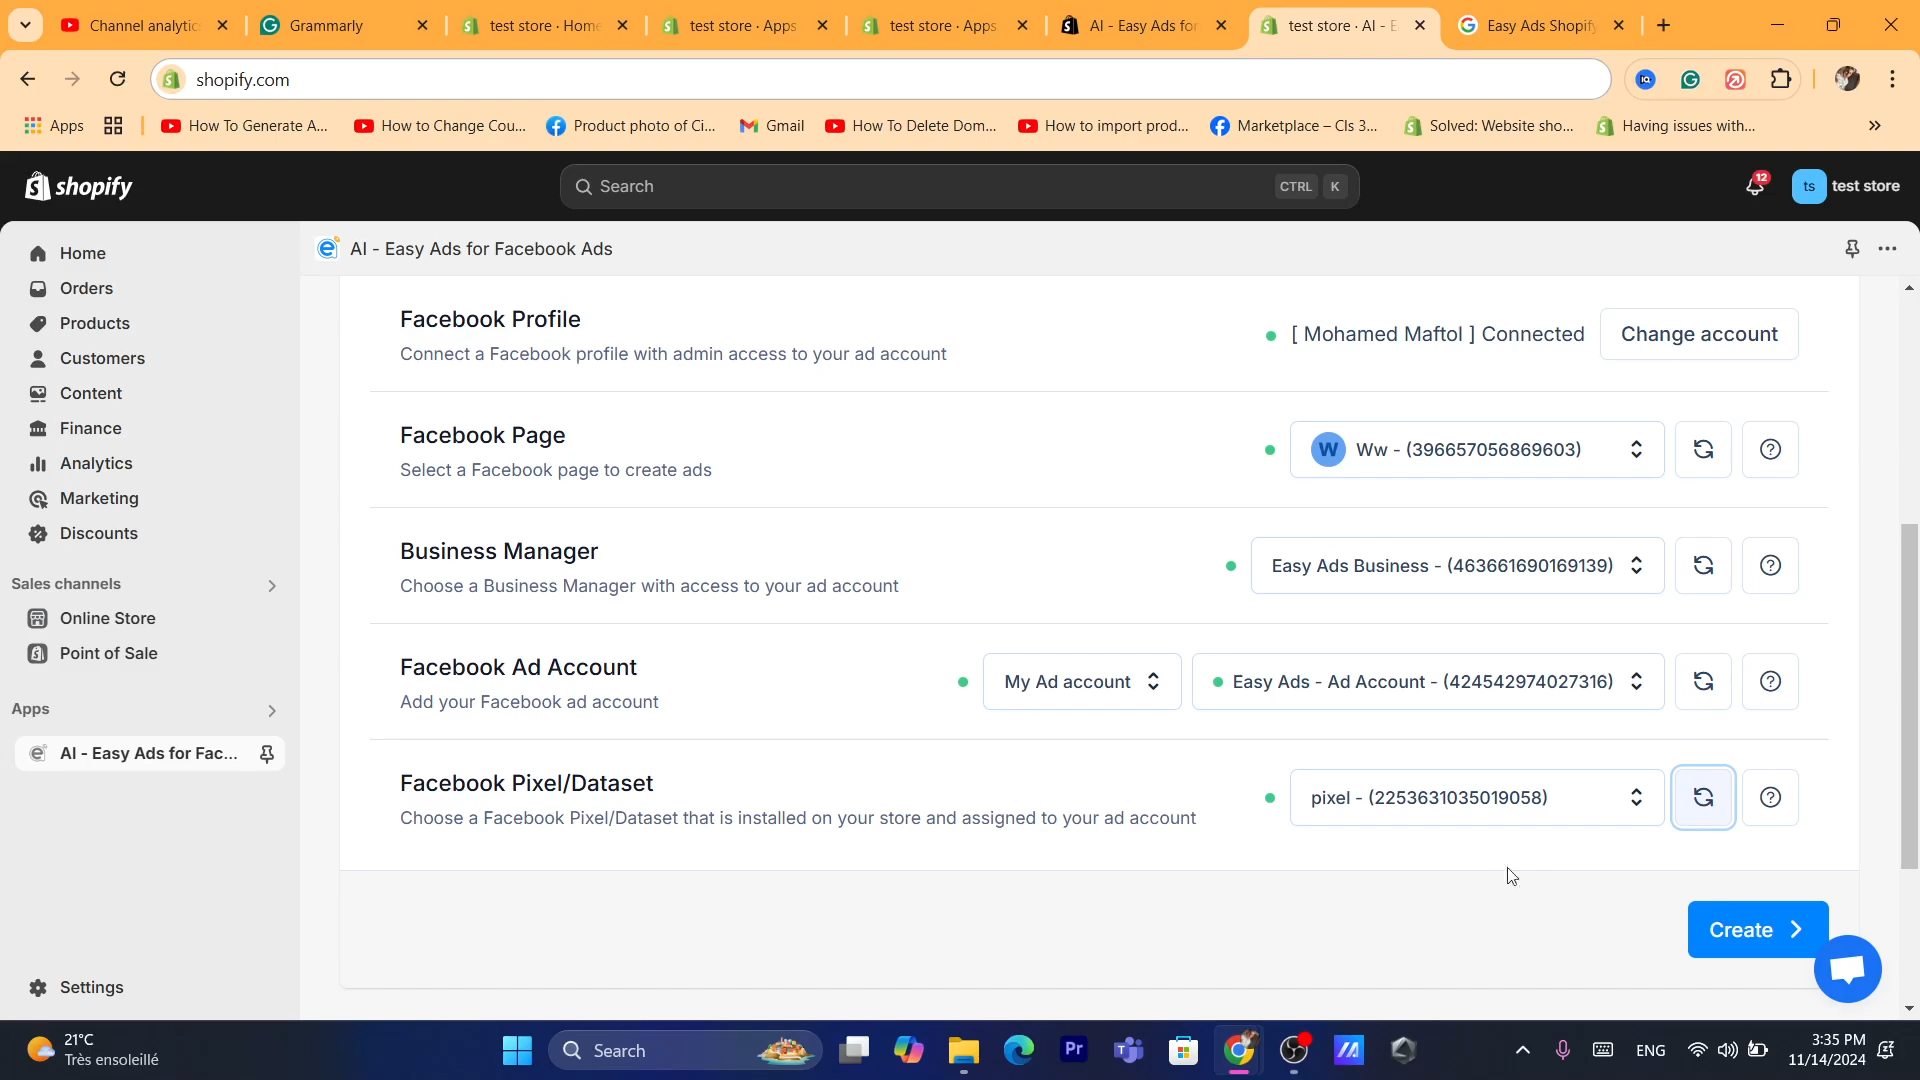 Channel analytic
Grammarly
test store · Home
test store · Apps
test store · Apps
AI - Easy Ads for
test store · AI - E
Easy Ads Shopify
shopify.com
Apps
How To Generate A...
How to Change Cou...
Product photo of Ci...
Gmail
How To Delete Dom...
How to import prod...
Marketplace – Cls 3...
Solved: Website sho...
Having issues with...
shopify
Search
CTRL K
12
ts
test store
Home
Orders
Products
Customers
Content
Finance
Analytics
Marketing
Discounts
Sales channels
Online Store
Point of Sale
Apps
AI - Easy Ads for Fac...
Settings
AI - Easy Ads for Facebook Ads
Facebook Profile
Connect a Facebook profile with admin access to your ad account
[ Mohamed Maftol ] Connected
Change account
Facebook Page
Select a Facebook page to create ads
W
Ww - (396657056869603)
Business Manager
Choose a Business Manager with access to your ad account
Easy Ads Business - (463661690169139)
Facebook Ad Account
Add your Facebook ad account
My Ad account
Easy Ads - Ad Account - (424542974027316)
Facebook Pixel/Dataset
Choose a Facebook Pixel/Dataset that is installed on your store and assigned to your ad account
pixel - (2253631035019058)
Create
21°C
Très ensoleillé
Search
Pr
ENG
3:35 PM
11/14/2024